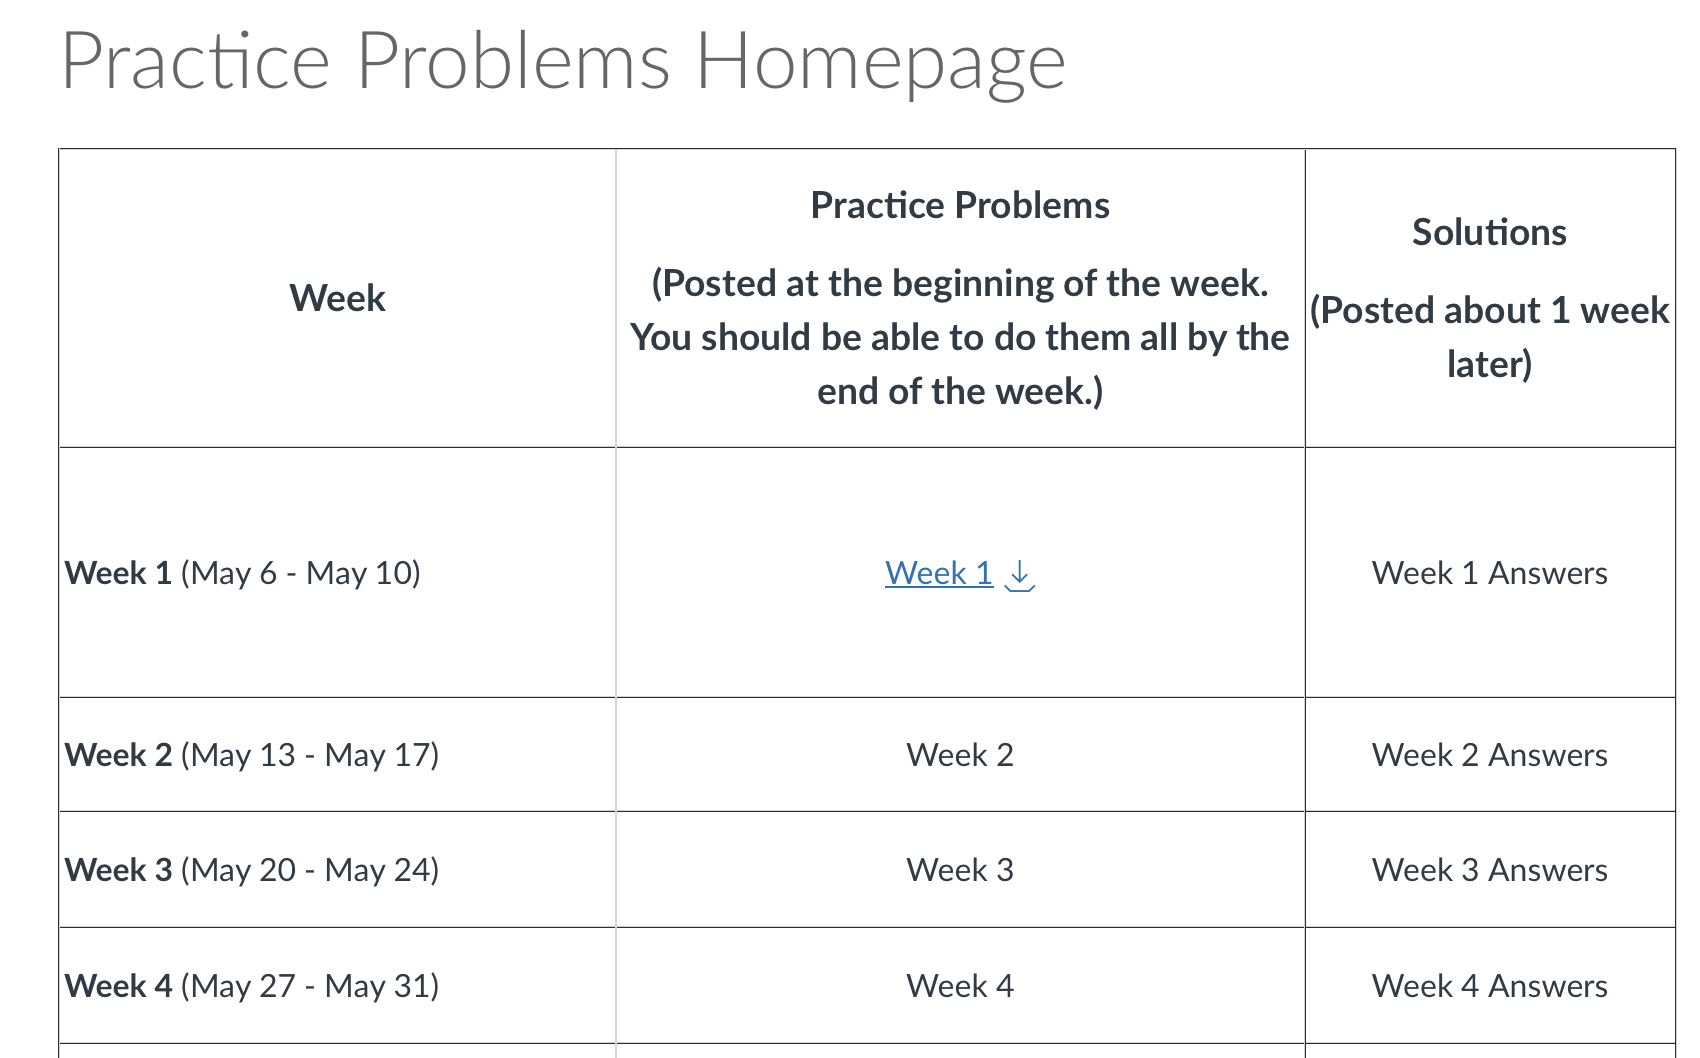 Practice Problems Homepage
Week
Practice Problems
(Posted at the beginning of the week.
You should be able to do them all by the
end of the week.)
Solutions
(Posted about 1 week
later)
Week 1 (May 6 - May 10)
Week 1
Week 1 Answers
Week 2 (May 13 - May 17)
Week 2
Week 2 Answers
Week 3 (May 20 - May 24)
Week 3
Week 3 Answers
Week 4 (May 27 - May 31)
Week 4
Week 4 Answers